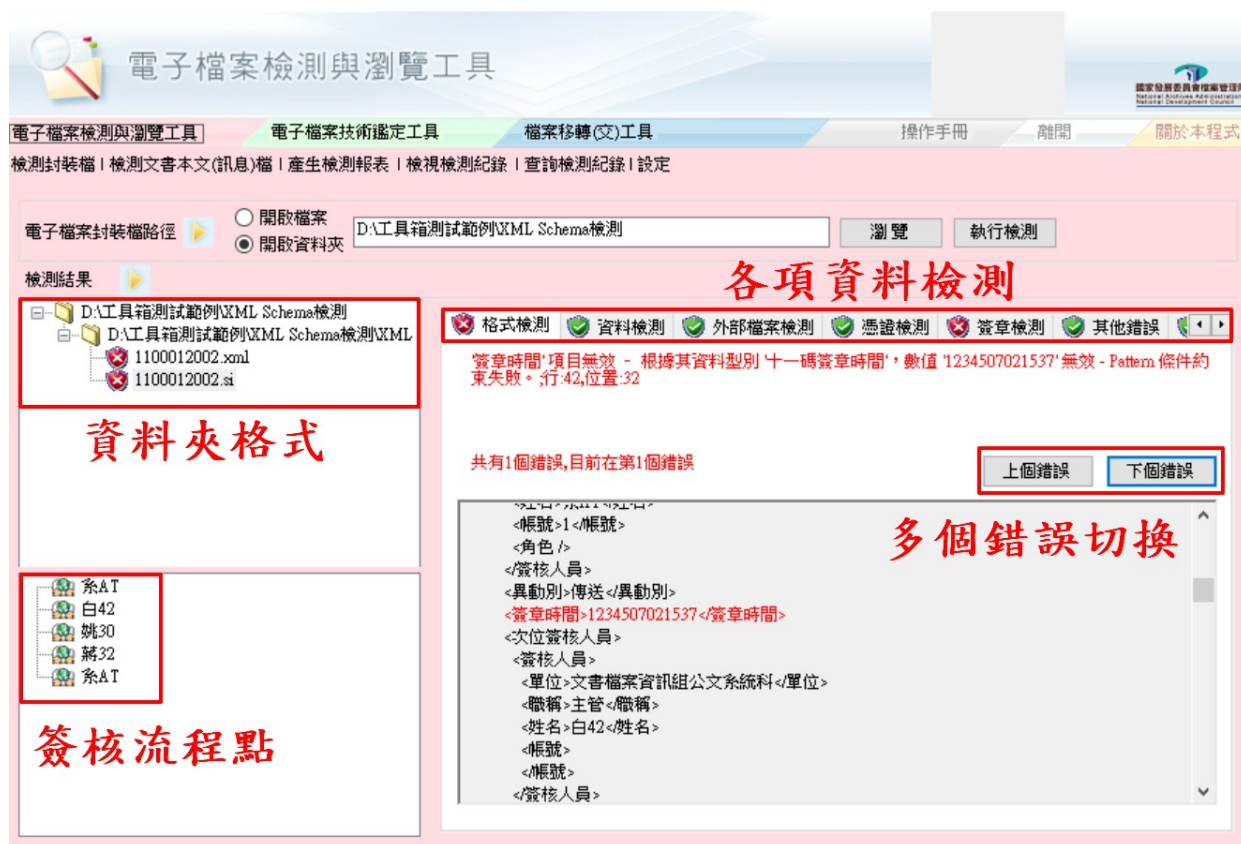 電子檔案檢測與瀏覽工具
國家發展委員會檔案管理局
National Archives Administration
National Development Council
電子檔案檢測與瀏覽工具 電子檔案技術鑑定工具 檔案移轉(交)工具 操作手冊 離開 關於本程式
檢測封裝檔 | 檢測文書本文(訊息)檔 | 產生檢測報表 | 檢視檢測紀錄 | 查詢檢測紀錄 | 設定
電子檔案封裝檔路徑
開啟檔案
開啟資料夾
D:\工具箱測試範例\XML Schema檢測
瀏覽 執行檢測
檢測結果
各項資料檢測
D:\工具箱測試範例\XML Schema檢測
D:\工具箱測試範例\XML Schema檢測\XML
1100012002.xml
1100012002.si
資料夾格式
格式檢測 資料檢測 外部檔案檢測 憑證檢測 簽章檢測 其他錯誤
'簽章時間' 項目無效 - 根據其資料型別 '十一碼簽章時間'，數值 '1234507021537' 無效 - Pattern 條件約
束失敗。;行:42,位置:32
共有1個錯誤,目前在第1個錯誤
上個錯誤 下個錯誤
多個錯誤切換
<帳號>1</帳號>
<角色 />
</簽核人員>
<異動別>傳送</異動別>
<簽章時間>1234507021537</簽章時間>
<次位簽核人員>
<簽核人員>
<單位>文書檔案資訊組公文系統科</單位>
<職稱>主管</職稱>
<姓名>白42</姓名>
<帳號>
</帳號>
</簽核人員>
系AT
白42
姚30
蔣32
系AT
簽核流程點